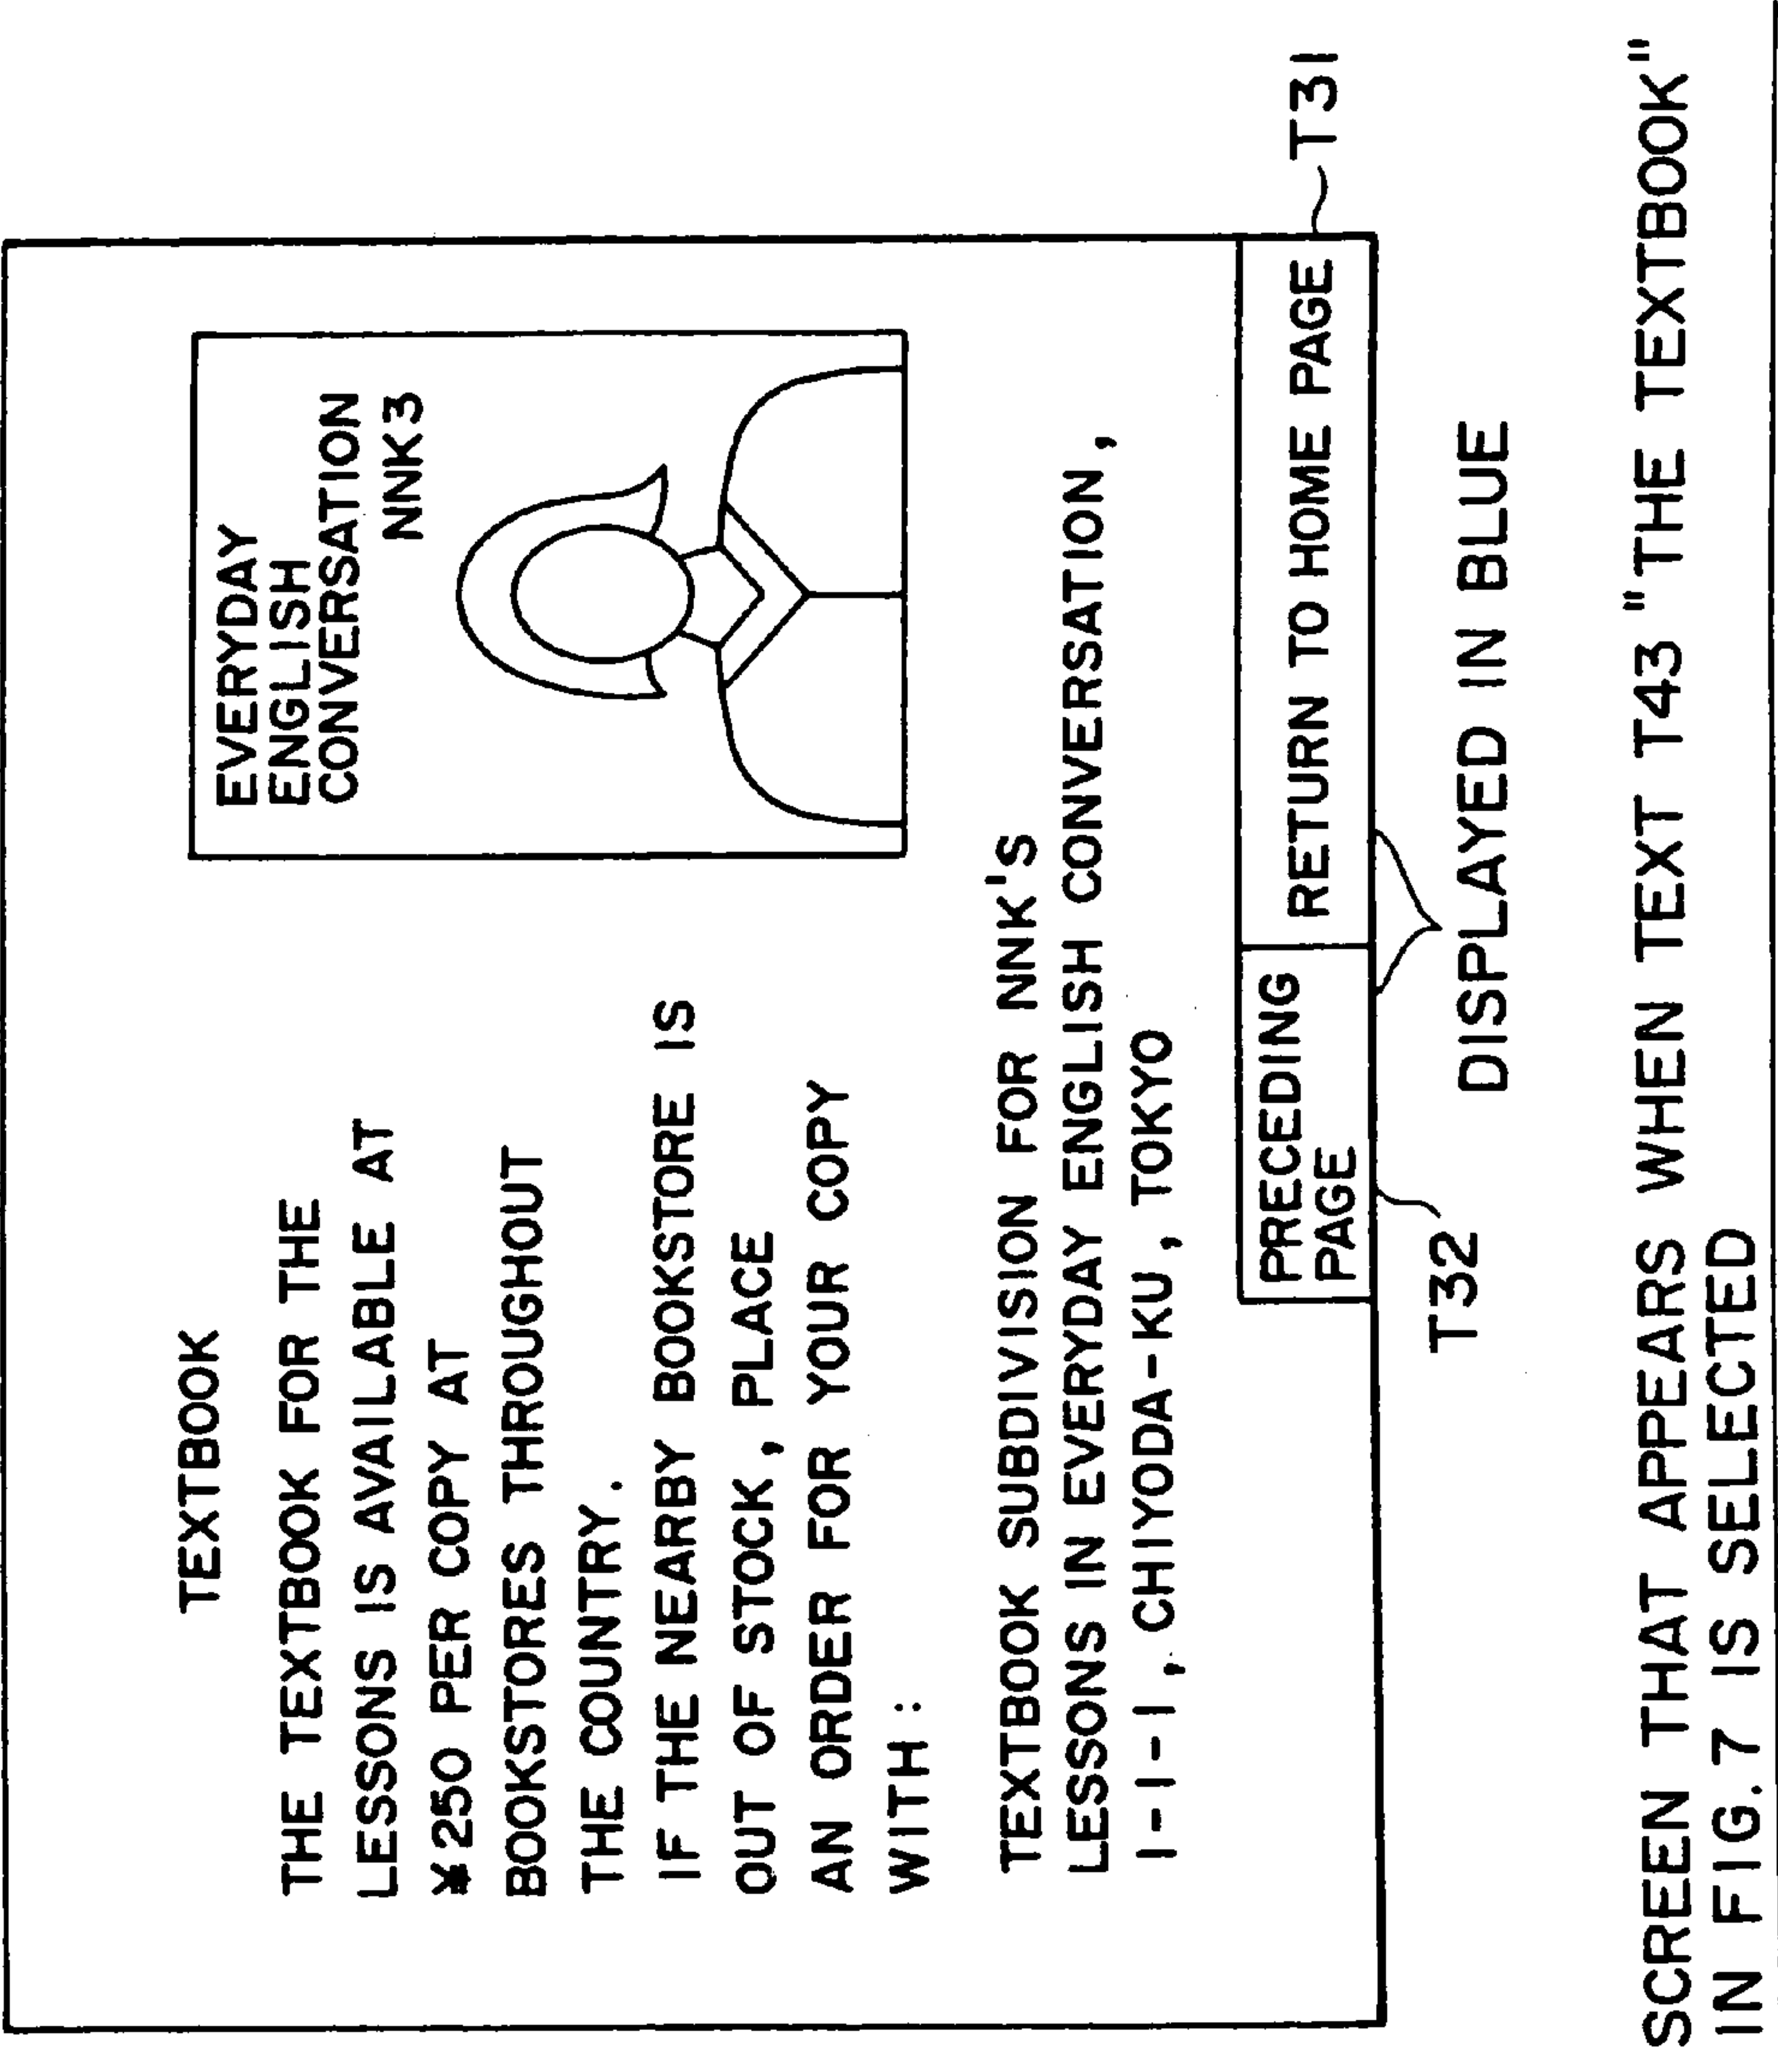 TEXTBOOK
THE TEXTBOOK FOR THE
LESSONS IS AVAILABLE AT
¥250 PER COPY AT
BOOKSTORES THROUGHOUT
THE COUNTRY.
IF THE NEARBY BOOKSTORE IS
OUT OF STOCK, PLACE
AN ORDER FOR YOUR COPY
WITH:
EVERYDAY
ENGLISH
CONVERSATION
NNK3
TEXTBOOK SUBDIVISION FOR NNK'S
LESSONS IN EVERYDAY ENGLISH CONVERSATION,
1-1-1, CHIYODA-KU, TOKYO
PRECEDING
PAGE
RETURN TO HOME PAGE
T31
T32
DISPLAYED IN BLUE
SCREEN THAT APPEARS WHEN TEXT T43 "THE TEXTBOOK"
IN FIG.7 IS SELECTED